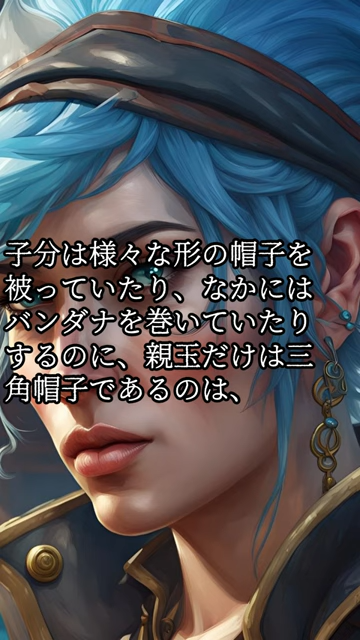 子分は様々な形の帽子を
被っていたり、なかには
バンダナを巻いていたり
するのに、親玉だけは三
角帽子であるのは、